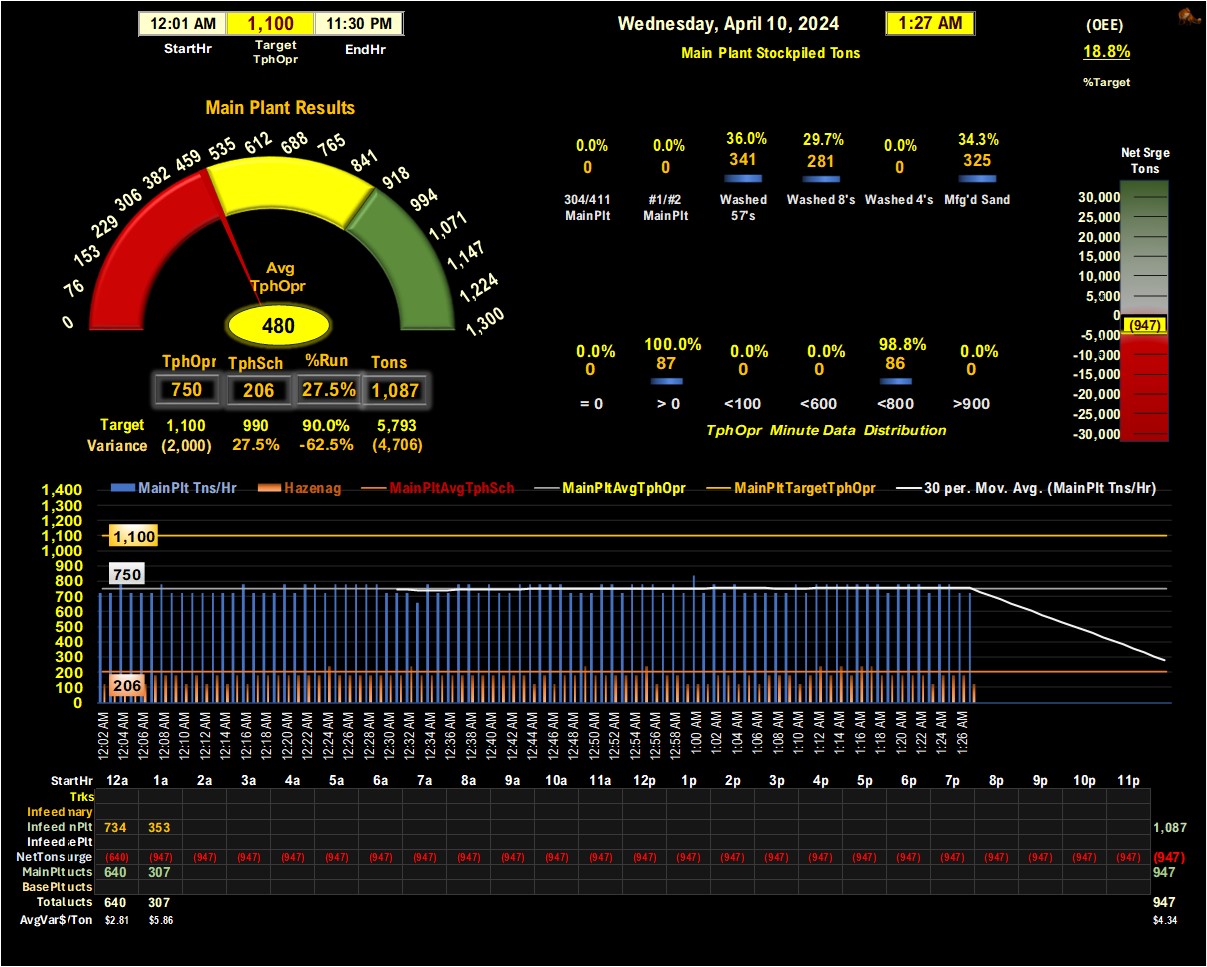 12:01 AM 1,100 11:30 PM
StartHr Target TphOpr EndHr
Wednesday, April 10, 2024 1:27 AM
Main Plant Stockpiled Tons
(OEE)
18.8%
%Target
Main Plant Results
0 76 153 229 306 382 459 535 612 688 765 841 918 994 1,071 1,147 1,224 1,300
Avg
TphOpr
480
TphOpr TphSch %Run Tons
750 206 27.5% 1,087
Target 1,100 990 90.0% 5,793
Variance (2,000) 27.5% -62.5% (4,706)
0.0% 0.0% 36.0% 29.7% 0.0% 34.3%
0 0 341 281 0 325
304/411 MainPlt #1/#2 MainPlt Washed 57's Washed 8's Washed 4's Mfg'd Sand
0.0% 100.0% 0.0% 0.0% 98.8% 0.0%
0 87 0 0 86 0
= 0 > 0 <100 <600 <800 >900
TphOpr Minute Data Distribution
Net Srge
Tons
30,000
25,000
20,000
15,000
10,000
5,000
0
(947)
-5,000
-10,000
-15,000
-20,000
-25,000
-30,000
MainPlt Tns/Hr Hazenag MainPltAvgTphSch MainPltAvgTphOpr MainPltTargetTphOpr 30 per. Mov. Avg. (MainPlt Tns/Hr)
1,400
1,300
1,200
1,100
1,000
900
800
700
600
500
400
300
200
100
0
1,100
750
206
12:02 AM 12:04 AM 12:06 AM 12:08 AM 12:10 AM 12:12 AM 12:14 AM 12:16 AM 12:18 AM 12:20 AM 12:22 AM 12:24 AM 12:26 AM 12:28 AM 12:30 AM 12:32 AM 12:34 AM 12:36 AM 12:38 AM 12:40 AM 12:42 AM 12:44 AM 12:46 AM 12:48 AM 12:50 AM 12:52 AM 12:54 AM 12:56 AM 12:58 AM 1:00 AM 1:02 AM 1:04 AM 1:06 AM 1:08 AM 1:10 AM 1:12 AM 1:14 AM 1:16 AM 1:18 AM 1:20 AM 1:22 AM 1:24 AM 1:26 AM
StartHr 12a 1a 2a 3a 4a 5a 6a 7a 8a 9a 10a 11a 12p 1p 2p 3p 4p 5p 6p 7p 8p 9p 10p 11p
Trks
Infeed mary
Infeed nPlt 734 353 1,087
Infeed ePlt
NetTons urge (640) (947) (947) (947) (947) (947) (947) (947) (947) (947) (947) (947) (947) (947) (947) (947) (947) (947) (947) (947) (947) (947) (947) (947) (947)
MainPlt ucts 640 307 947
BasePlt ucts
Total ucts 640 307 947
AvgVar$/Ton $2.81 $5.86 $4.34